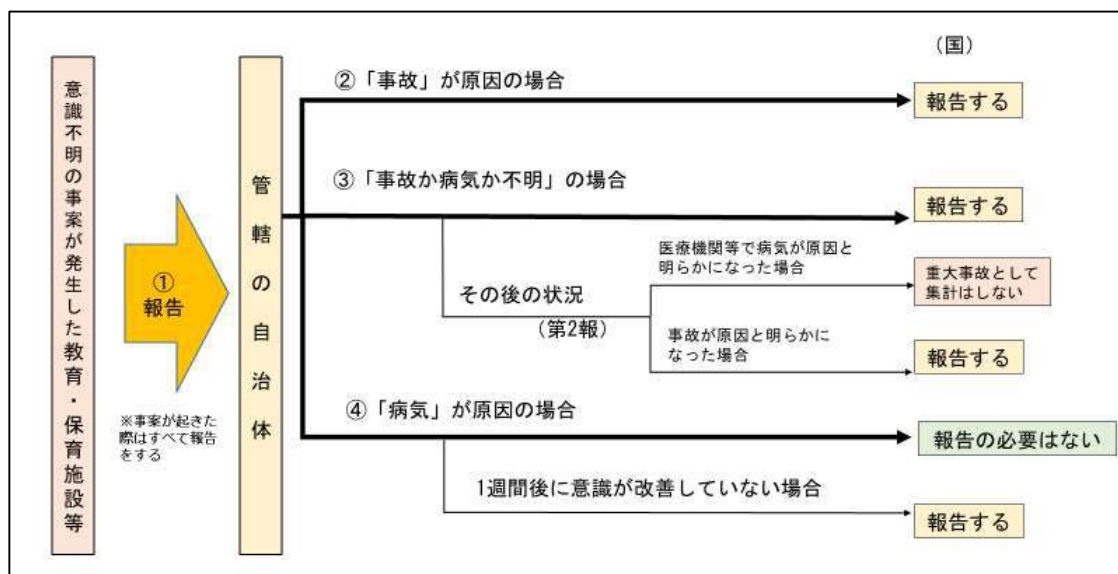 意識不明の事案が発生した教育・保育施設等
①
報告
※事案が起きた
際はすべて報告
をする
管轄の自治体
(国)
②「事故」が原因の場合
報告する
③「事故か病気か不明」の場合
報告する
医療機関等で病気が原因と
明らかになった場合
重大事故として
集計はしない
その後の状況
(第2報)
事故が原因と明らかに
なった場合
報告する
④「病気」が原因の場合
報告の必要はない
1週間後に意識が改善していない場合
報告する